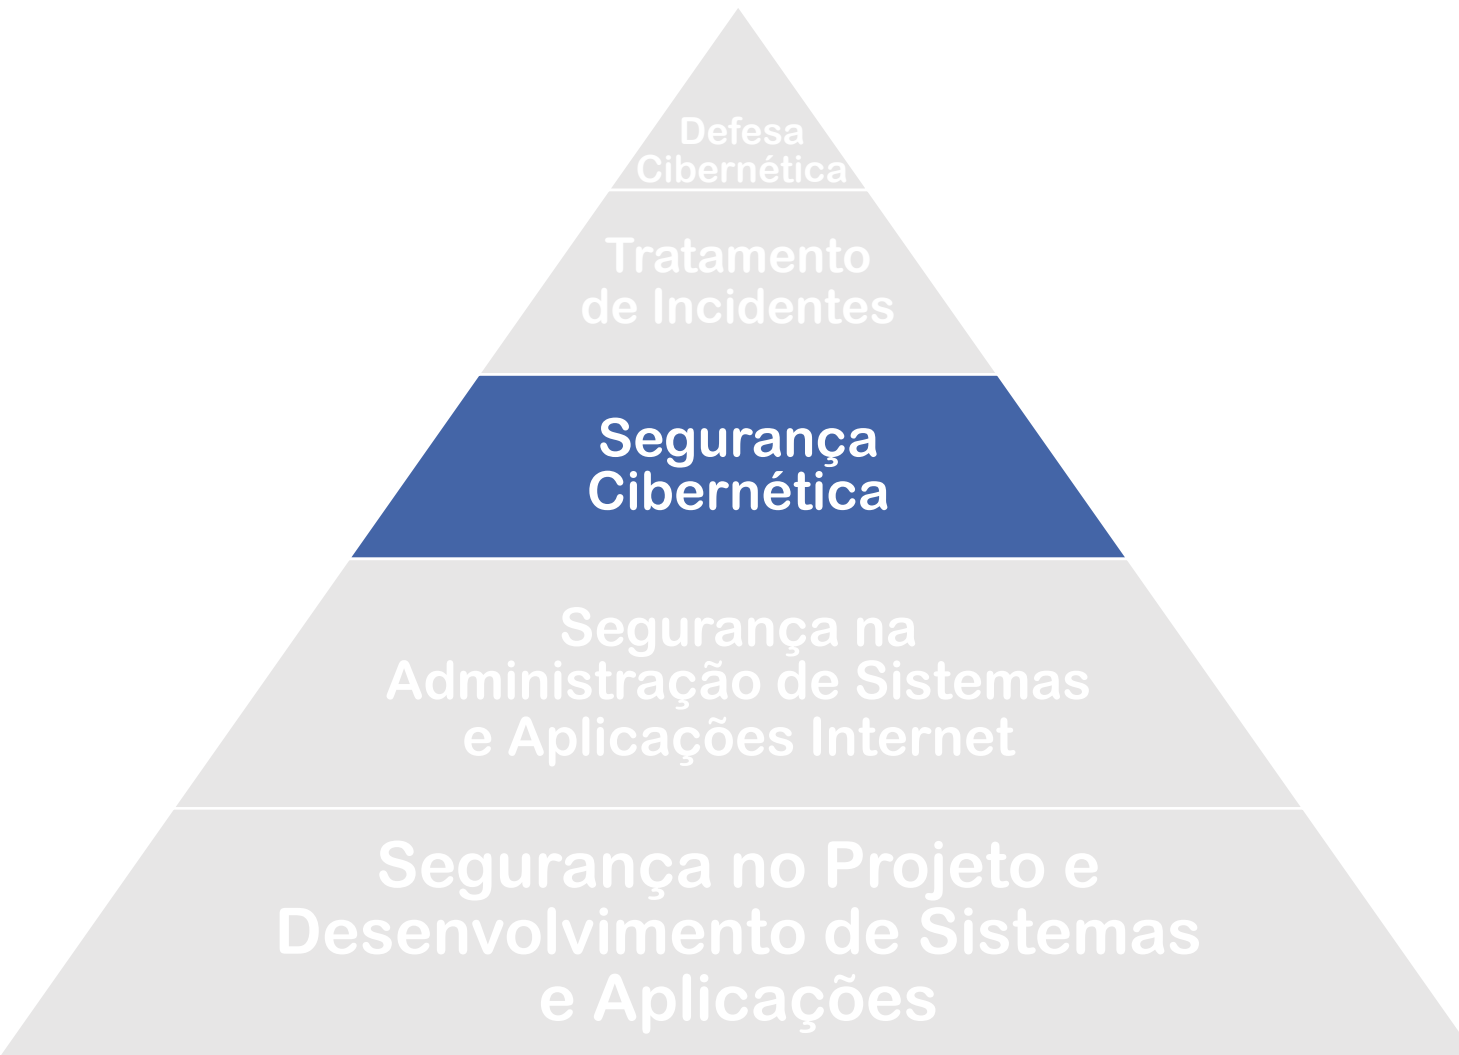 Defesa
Cibernética
Tratamento
de Incidentes
Segurança
Cibernética
Segurança na
Administração de Sistemas
e Aplicações Internet
Segurança no Projeto e
Desenvolvimento de Sistemas
e Aplicações